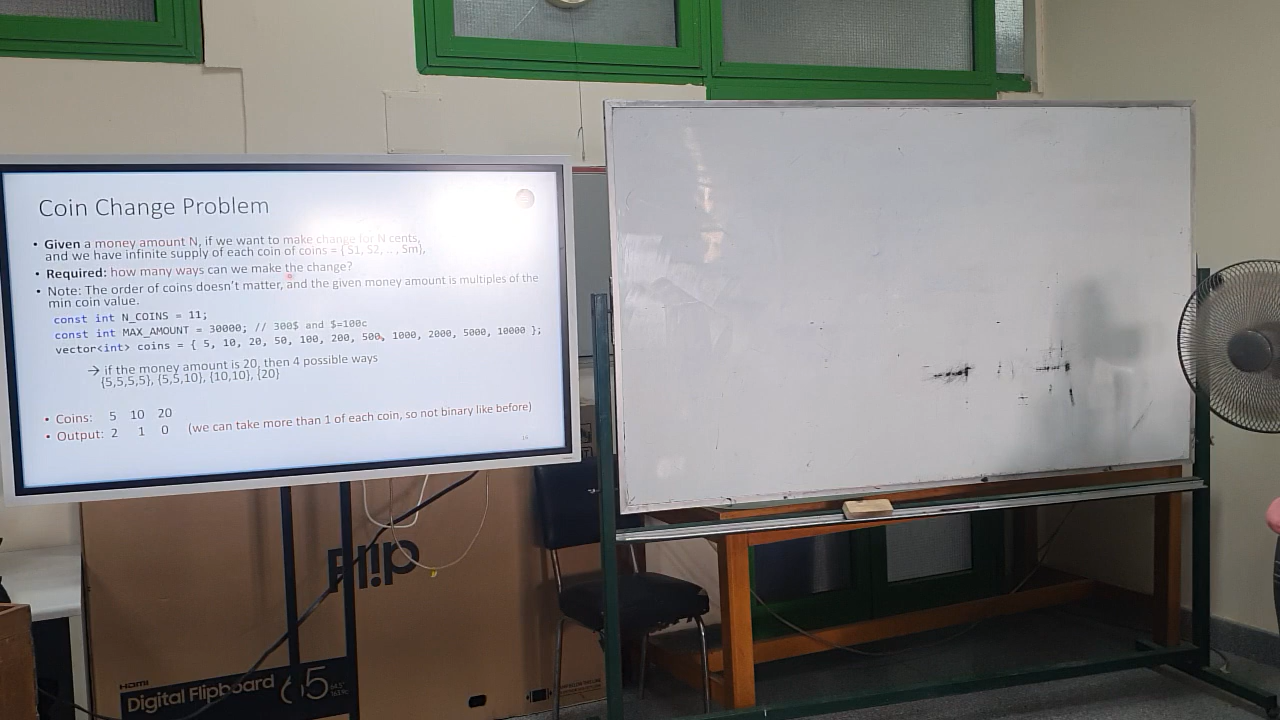 Coin Change Problem
• Given a money amount N, if we want to make change for N cents,
and we have infinite supply of each coin of coins = { S1, S2, .. , Sm},
• Required: how many ways can we make the change?
• Note: The order of coins doesn't matter, and the given money amount is multiples of the
min coin value.
const int N_COINS = 11;
const int MAX_AMOUNT = 30000; // 300$ and $=100c
vector<int> coins = { 5, 10, 20, 50, 100, 200, 500, 1000, 2000, 5000, 10000 };
→ if the money amount is 20, then 4 possible ways
{5,5,5,5}, {5,5,10}, {10,10}, {20}
• Coins: 5 10 20
• Output: 2 1 0 (we can take more than 1 of each coin, so not binary like before)
Flip
HDMI
Digital Flipboard 65